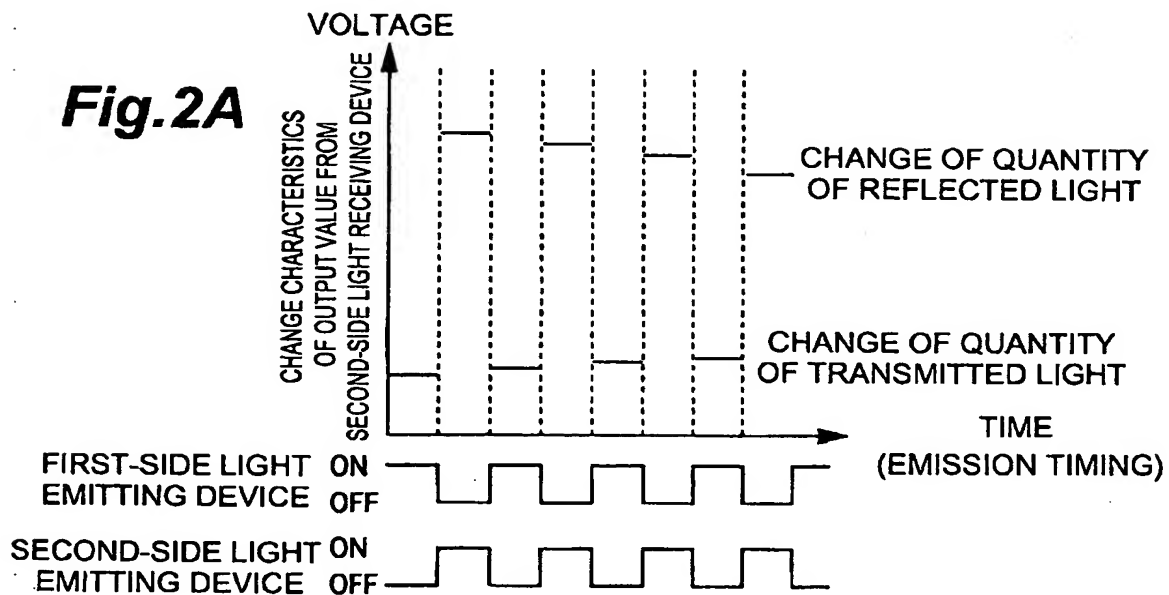 VOLTAGE
Fig.2A
CHANGE CHARACTERISTICS
OF OUTPUT VALUE FROM
SECOND-SIDE LIGHT RECEIVING DEVICE
CHANGE OF QUANTITY
OF REFLECTED LIGHT
CHANGE OF QUANTITY
OF TRANSMITTED LIGHT
TIME
(EMISSION TIMING)
FIRST-SIDE LIGHT ON
EMITTING DEVICE OFF
SECOND-SIDE LIGHT ON
EMITTING DEVICE OFF